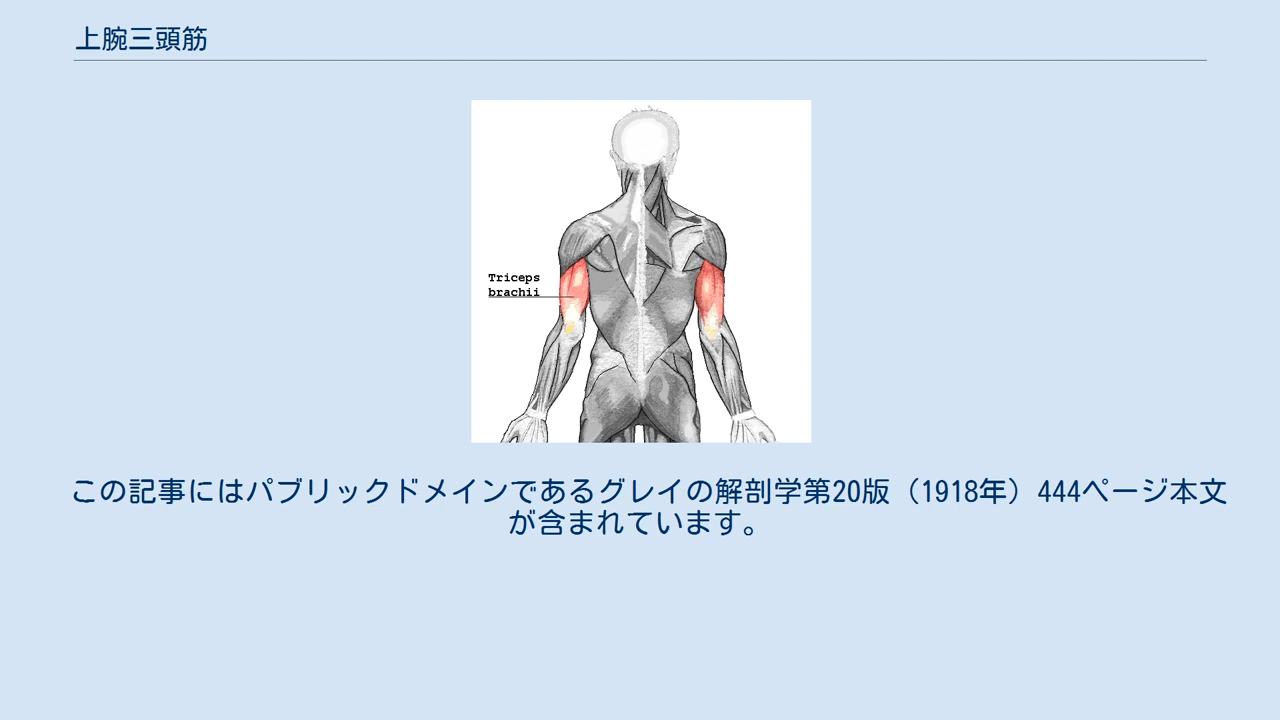 上腕三頭筋
Triceps
brachii
この記事にはパブリックドメインであるグレイの解剖学第20版（1918年）444ページ本文
が含まれています。